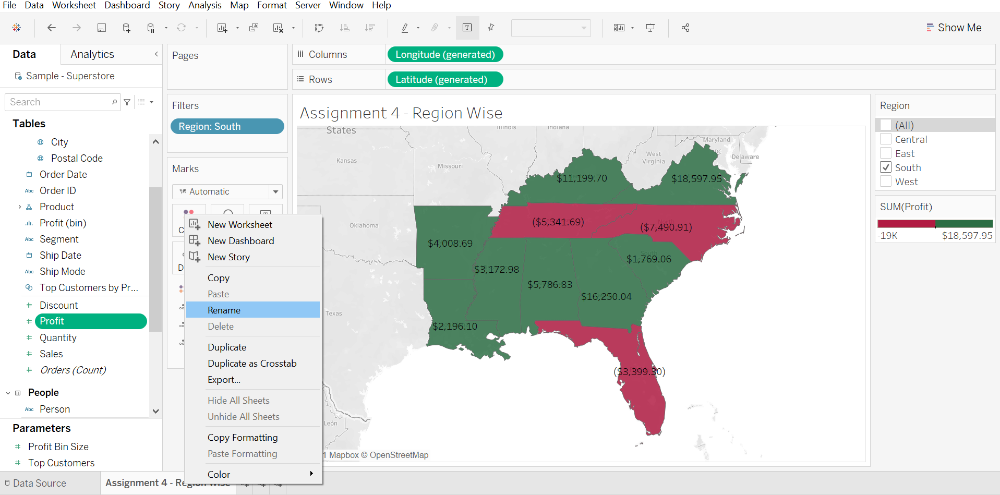 File Data Worksheet Dashboard Story Analysis Map Format Server Window Help
Show Me
Data Analytics
Sample - Superstore
Search
Tables
City
Postal Code
Order Date
Abc Order ID
Product
Profit (bin)
Abc Segment
Ship Date
Abc Ship Mode
Top Customers by Pr...
Discount
Profit
Quantity
Sales
Orders (Count)
People
Abc Person
Parameters
Profit Bin Size
Top Customers
Pages
Filters
Region: South
Marks
Automatic
C
D
New Worksheet
New Dashboard
New Story
Copy
Paste
Rename
Delete
Duplicate
Duplicate as Crosstab
Export...
Hide All Sheets
Unhide All Sheets
Copy Formatting
Paste Formatting
Color
Columns Longitude (generated)
Rows Latitude (generated)
Assignment 4 - Region Wise
States
Illinois
Indiana
Maryland
DC
Delaware
West
Virginia
Kansas
Missouri
Oklahoma
Texas
León
$11,199.70
$18,597.95
($5,341.69)
North
($7,490.91)
$4,008.69
South
$1,769.06
$3,172.98
$5,786.83
$16,250.04
$2,196.10
($3,399.30)
1 Mapbox © OpenStreetMap
Region
(All)
Central
East
South
West
SUM(Profit)
-19K $18,597.95
Data Source
Assignment 4 - Region Wise